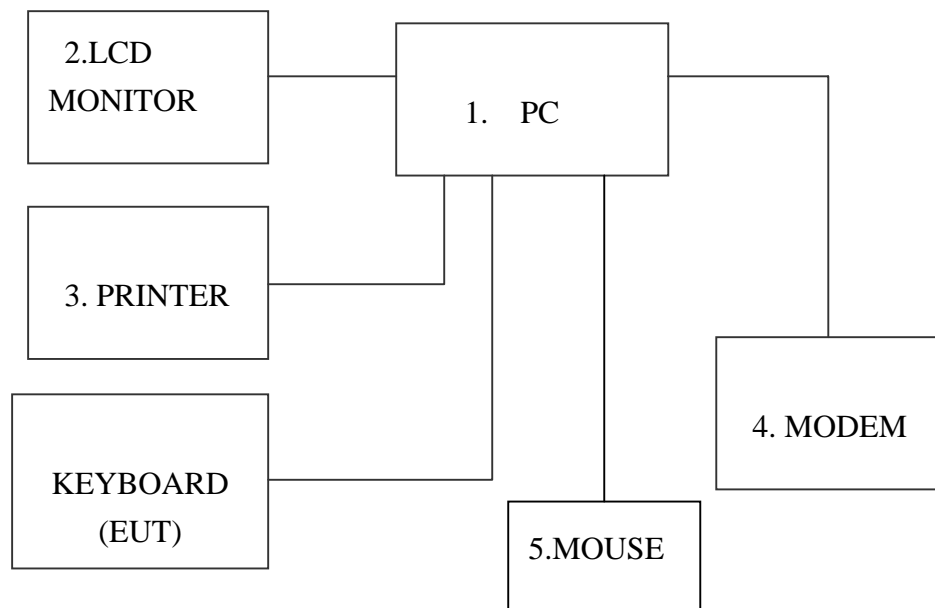 2.LCD
MONITOR
1. PC
3. PRINTER
4. MODEM
KEYBOARD
(EUT)
5.MOUSE